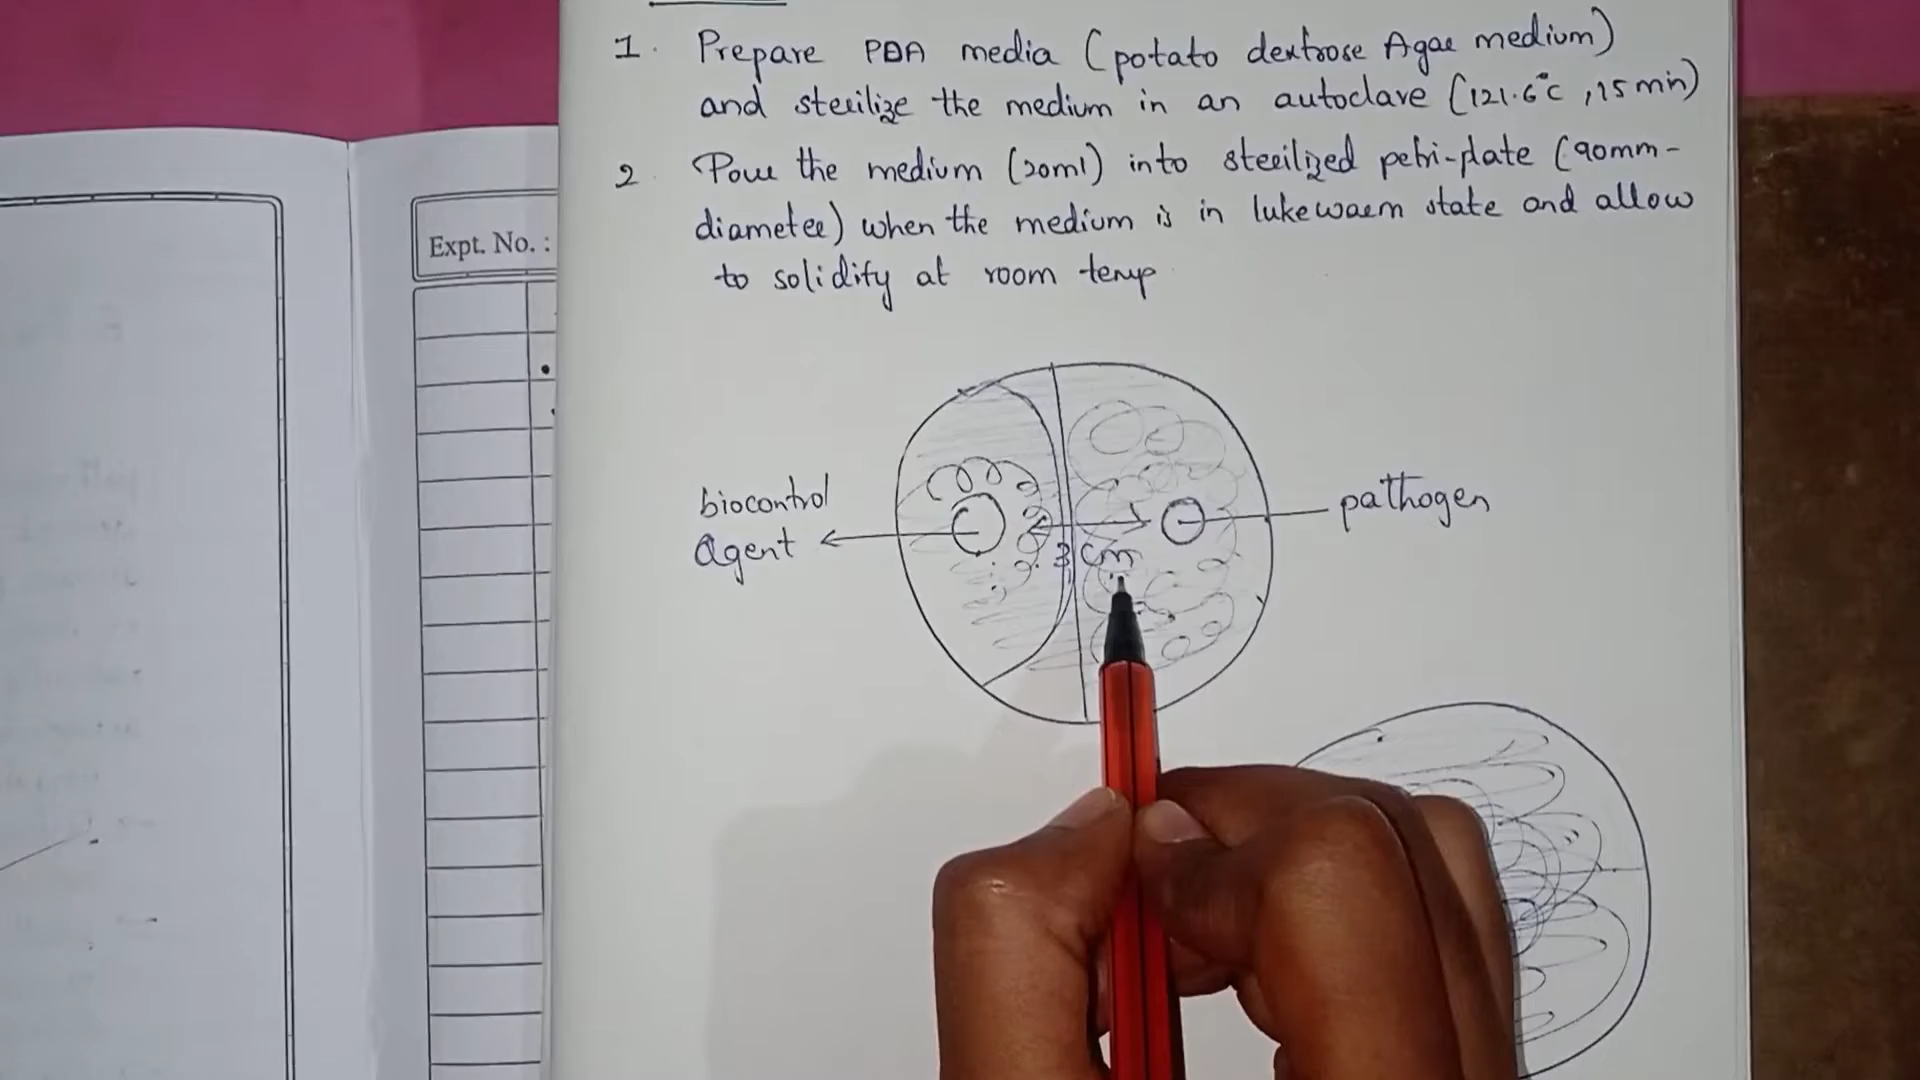 1. Prepare PDA media (potato dextrose Agar medium)
and sterilize the medium in an autoclave (121.6°C, 15 min)
2. Pour the medium (20ml) into sterilized petri-plate (90mm-
diameter) when the medium is in lukewarm state and allow
to solidify at room temp
Expt. No. :
biocontrol
agent
pathogen
3 cm